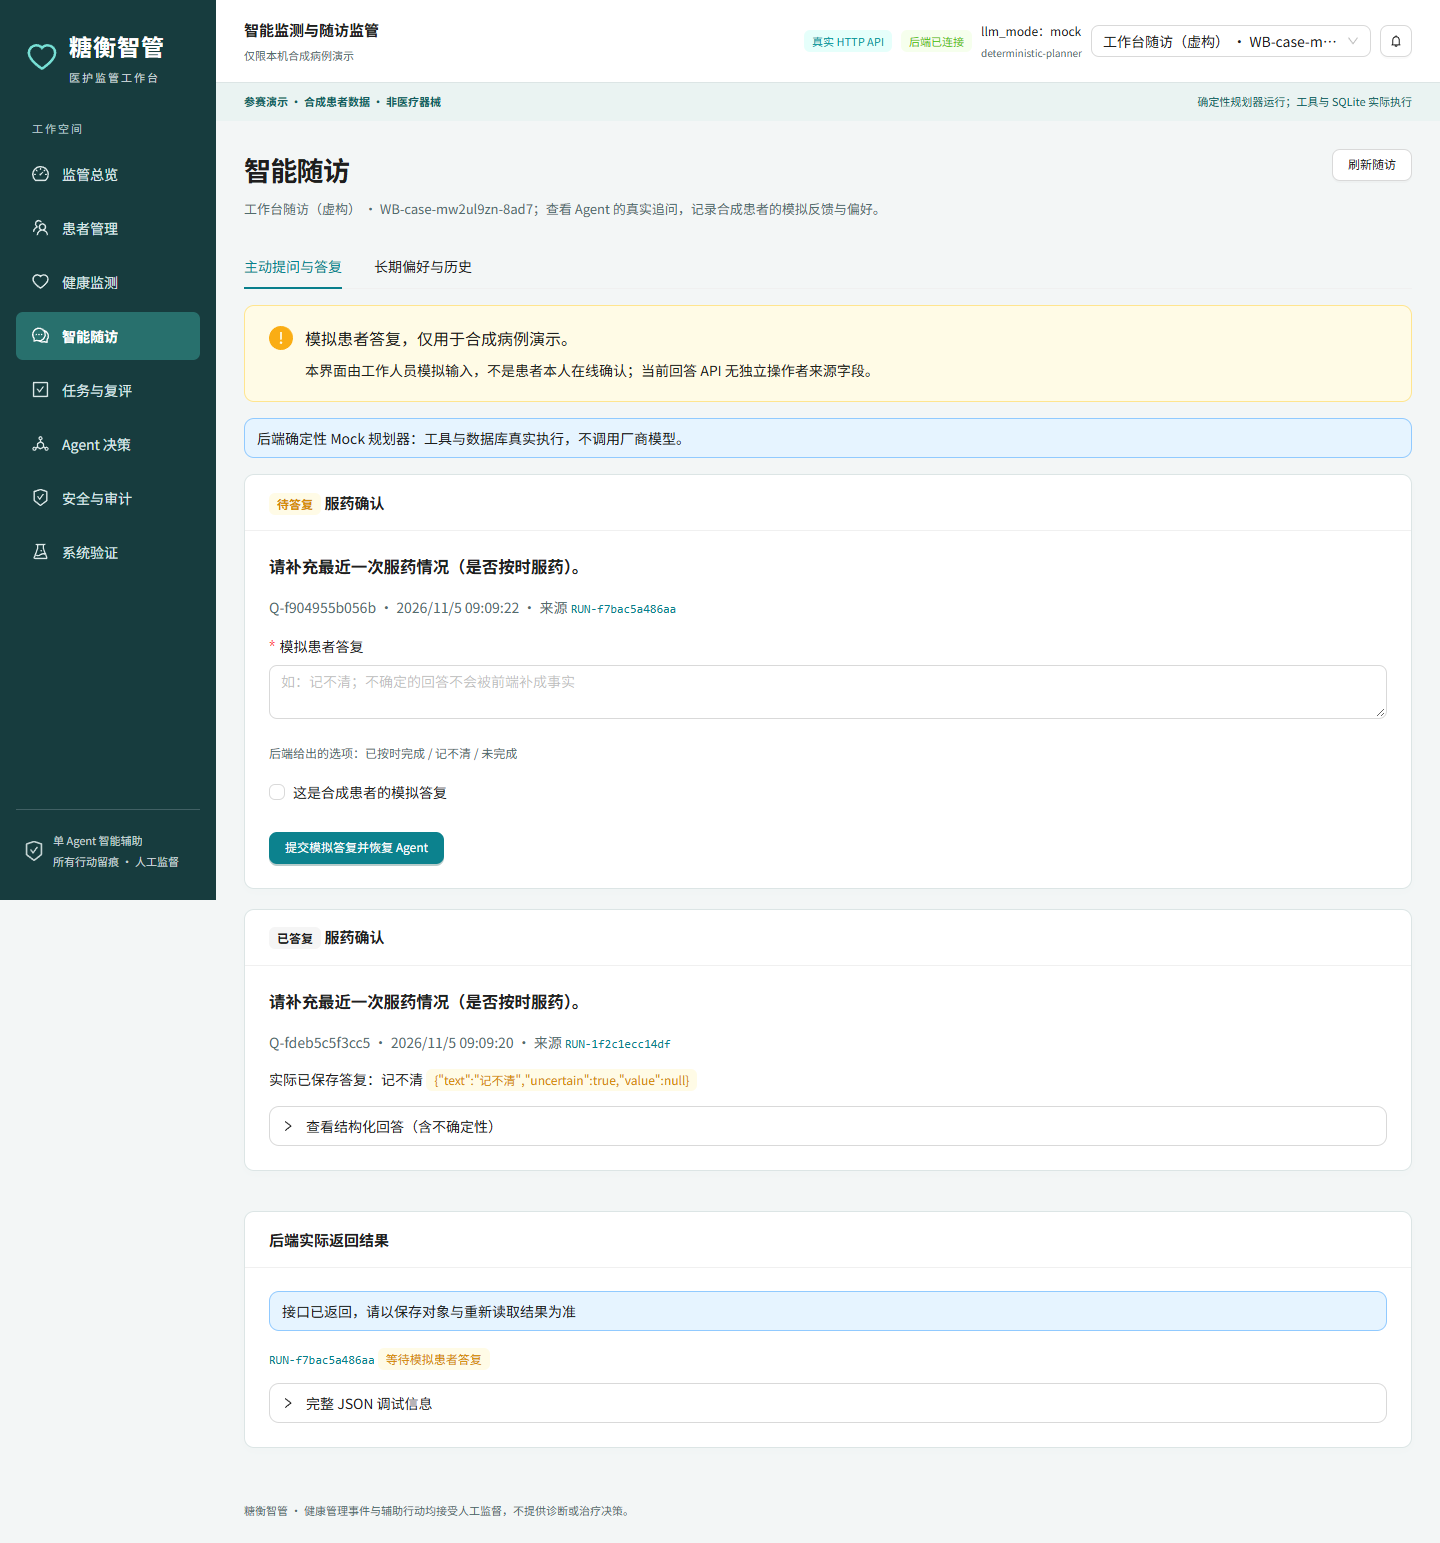 糖衡智管
医护监管工作台
工作空间
监管总览
患者管理
健康监测
智能随访
任务与复评
Agent 决策
安全与审计
系统验证
单 Agent 智能辅助
所有行动留痕 · 人工监督
智能监测与随访监管
仅限本机合成病例演示
真实 HTTP API
后端已连接
llm_mode：mock
deterministic-planner
工作台随访（虚构） · WB-case-m···
参赛演示 · 合成患者数据 · 非医疗器械
确定性规划器运行；工具与 SQLite 实际执行
智能随访
刷新随访
工作台随访（虚构） · WB-case-mw2ul9zn-8ad7；查看 Agent 的真实追问，记录合成患者的模拟反馈与偏好。
主动提问与答复
长期偏好与历史
模拟患者答复，仅用于合成病例演示。
本界面由工作人员模拟输入，不是患者本人在线确认；当前回答 API 无独立操作者来源字段。
后端确定性 Mock 规划器：工具与数据库真实执行，不调用厂商模型。
待答复 服药确认
请补充最近一次服药情况（是否按时服药）。
Q-f904955b056b · 2026/11/5 09:09:22 · 来源 RUN-f7bac5a486aa
* 模拟患者答复
如：记不清；不确定的回答不会被前端补成事实
后端给出的选项：已按时完成 / 记不清 / 未完成
这是合成患者的模拟答复
提交模拟答复并恢复 Agent
已答复 服药确认
请补充最近一次服药情况（是否按时服药）。
Q-fdeb5c5f3cc5 · 2026/11/5 09:09:20 · 来源 RUN-1f2c1ecc14df
实际已保存答复：记不清 {"text":"记不清","uncertain":true,"value":null}
查看结构化回答（含不确定性）
后端实际返回结果
接口已返回，请以保存对象与重新读取结果为准
RUN-f7bac5a486aa 等待模拟患者答复
完整 JSON 调试信息
糖衡智管 · 健康管理事件与辅助行动均接受人工监督，不提供诊断或治疗决策。